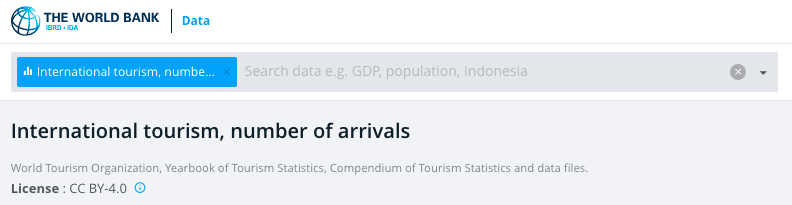 THE WORLD BANK
IBRD • IDA
Data
International tourism, numbe... ×
Search data e.g. GDP, population, Indonesia
International tourism, number of arrivals
World Tourism Organization, Yearbook of Tourism Statistics, Compendium of Tourism Statistics and data files.
License : CC BY-4.0